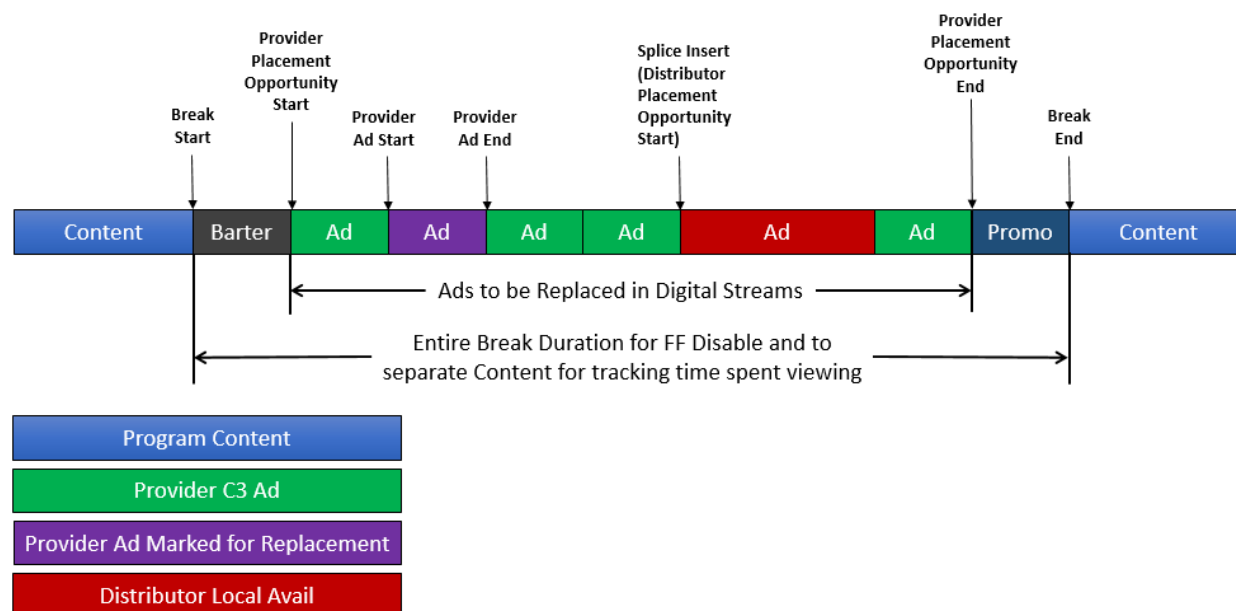 Provider
Placement
Opportunity
Start
Provider
Placement
Opportunity
End
Splice Insert
(Distributor
Placement
Opportunity
Start)
Break
Start
Provider
Ad Start
Provider
Ad End
Break
End
Content
Barter
Ad
Ad
Ad
Ad
Ad
Ad
Promo
Content
Ads to be Replaced in Digital Streams
Entire Break Duration for FF Disable and to
separate Content for tracking time spent viewing
Program Content
Provider C3 Ad
Provider Ad Marked for Replacement
Distributor Local Avail